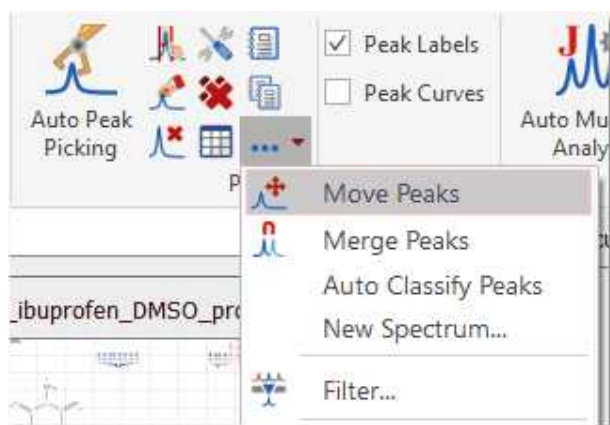 Peak Labels
Peak Curves
Auto Peak
Picking
Move Peaks
Merge Peaks
Auto Classify Peaks
New Spectrum...
Filter...
_ibuprofen_DMSO_pro
J
Auto Mu
Analy